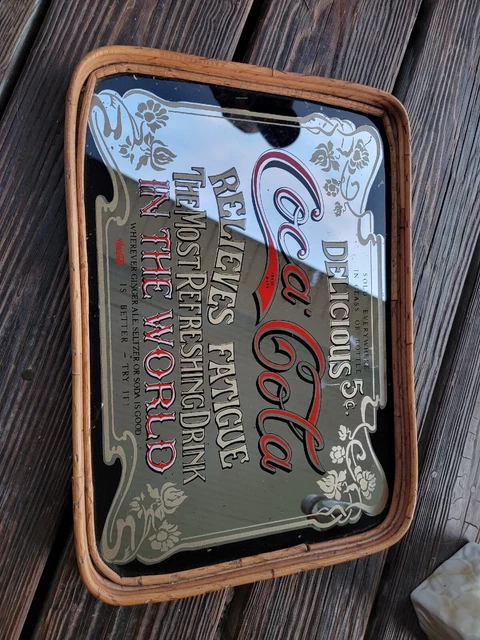 SOLD EVERYWHERE
IN GLASS OR BOTTLE
DELICIOUS 5¢
Coca-Cola
RELIEVES FATIGUE
THE MOST REFRESHING DRINK
IN THE WORLD
WHEREVER GINGER ALE, SELTZER OR SODA IS GOOD
IS BETTER - TRY IT!